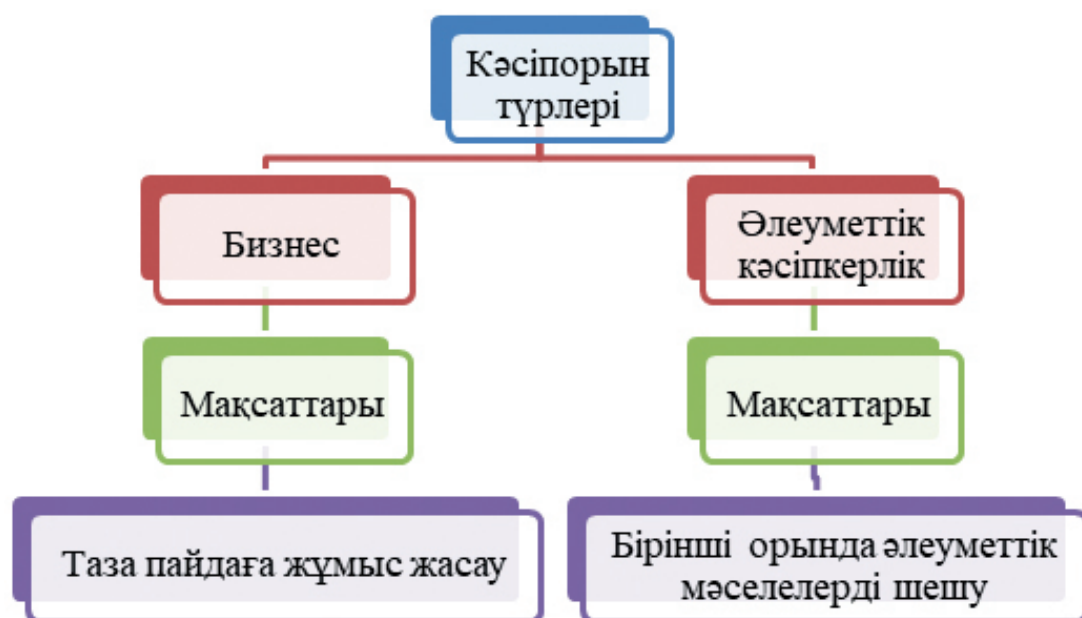 Кәсіпорын
түрлері
Бизнес
Әлеуметтік
кәсіпкерлік
Мақсаттары
Мақсаттары
Таза пайдаға жұмыс жасау
Бірінші орында әлеуметтік
мәселелерді шешу